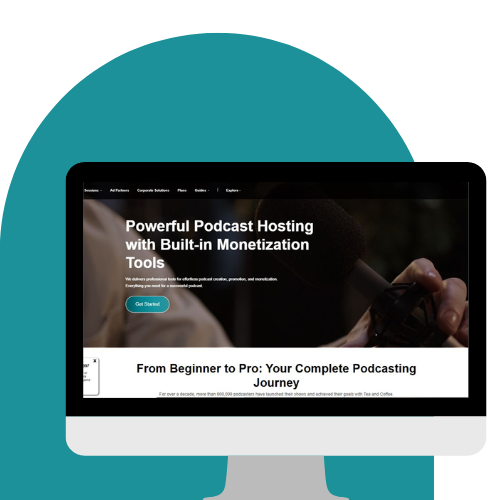 Sessions Ad Partners Corporate Solutions Plans Guides | Explore
Powerful Podcast Hosting
with Built-in Monetization
Tools
We delivers professional tools for effortless podcast creation, promotion, and monetization.
Everything you need for a successful podcast.
Get Started
From Beginner to Pro: Your Complete Podcasting
Journey
For over a decade, more than 600,000 podcasters have launched their shows and achieved their goals with Tea and Coffee.